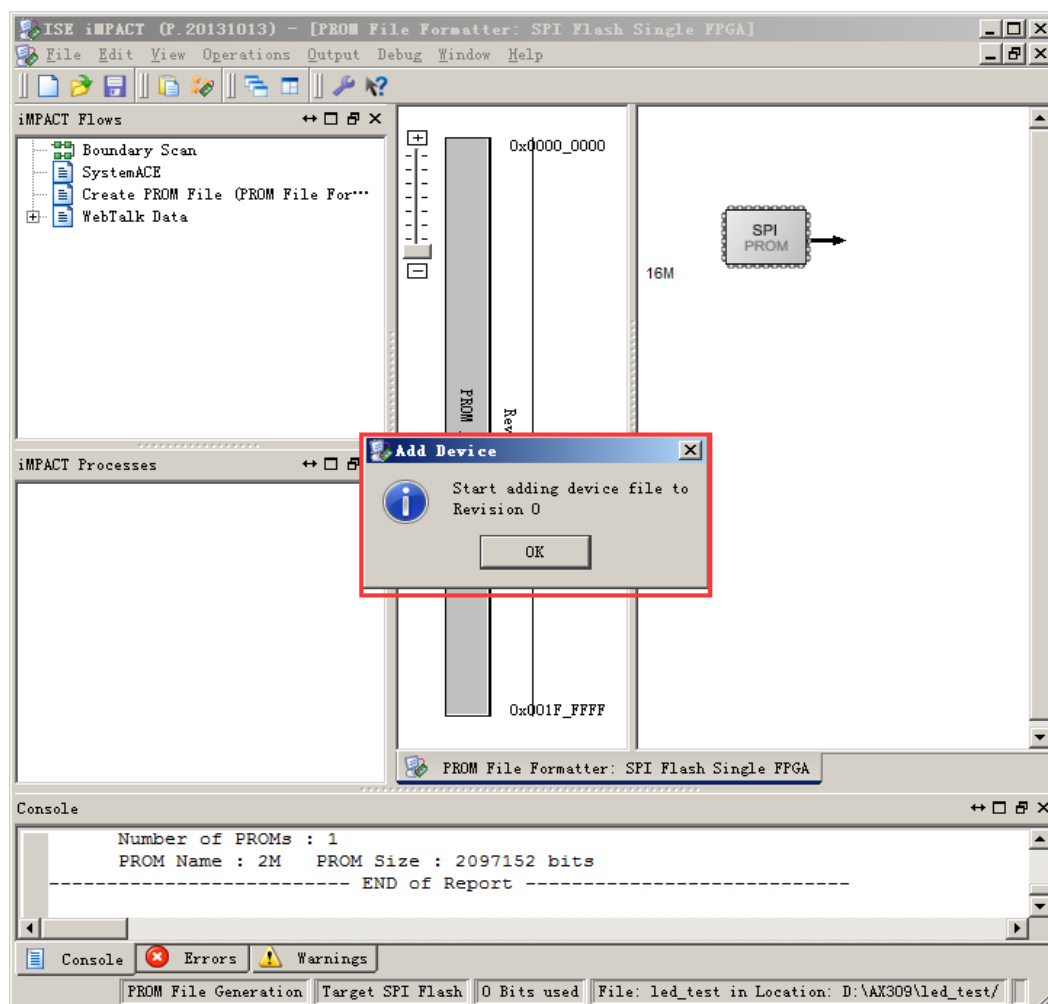 ISE iMPACT (P.20131013) - [PROM File Formatter: SPI Flash Single FPGA]
File Edit View Operations Output Debug Window Help
iMPACT Flows
Boundary Scan
SystemACE
Create PROM File (PROM File For...
WebTalk Data
0x0000_0000
SPI
PROM
16M
PROM
Rev
iMPACT Processes
Add Device
Start adding device file to
Revision 0
OK
0x001F_FFFF
PROM File Formatter: SPI Flash Single FPGA
Console
Number of PROMs : 1
PROM Name : 2M PROM Size : 2097152 bits
-------------------------- END of Report ----------------------------
Console Errors Warnings
PROM File Generation Target SPI Flash 0 Bits used File: led_test in Location: D:\AX309\led_test/